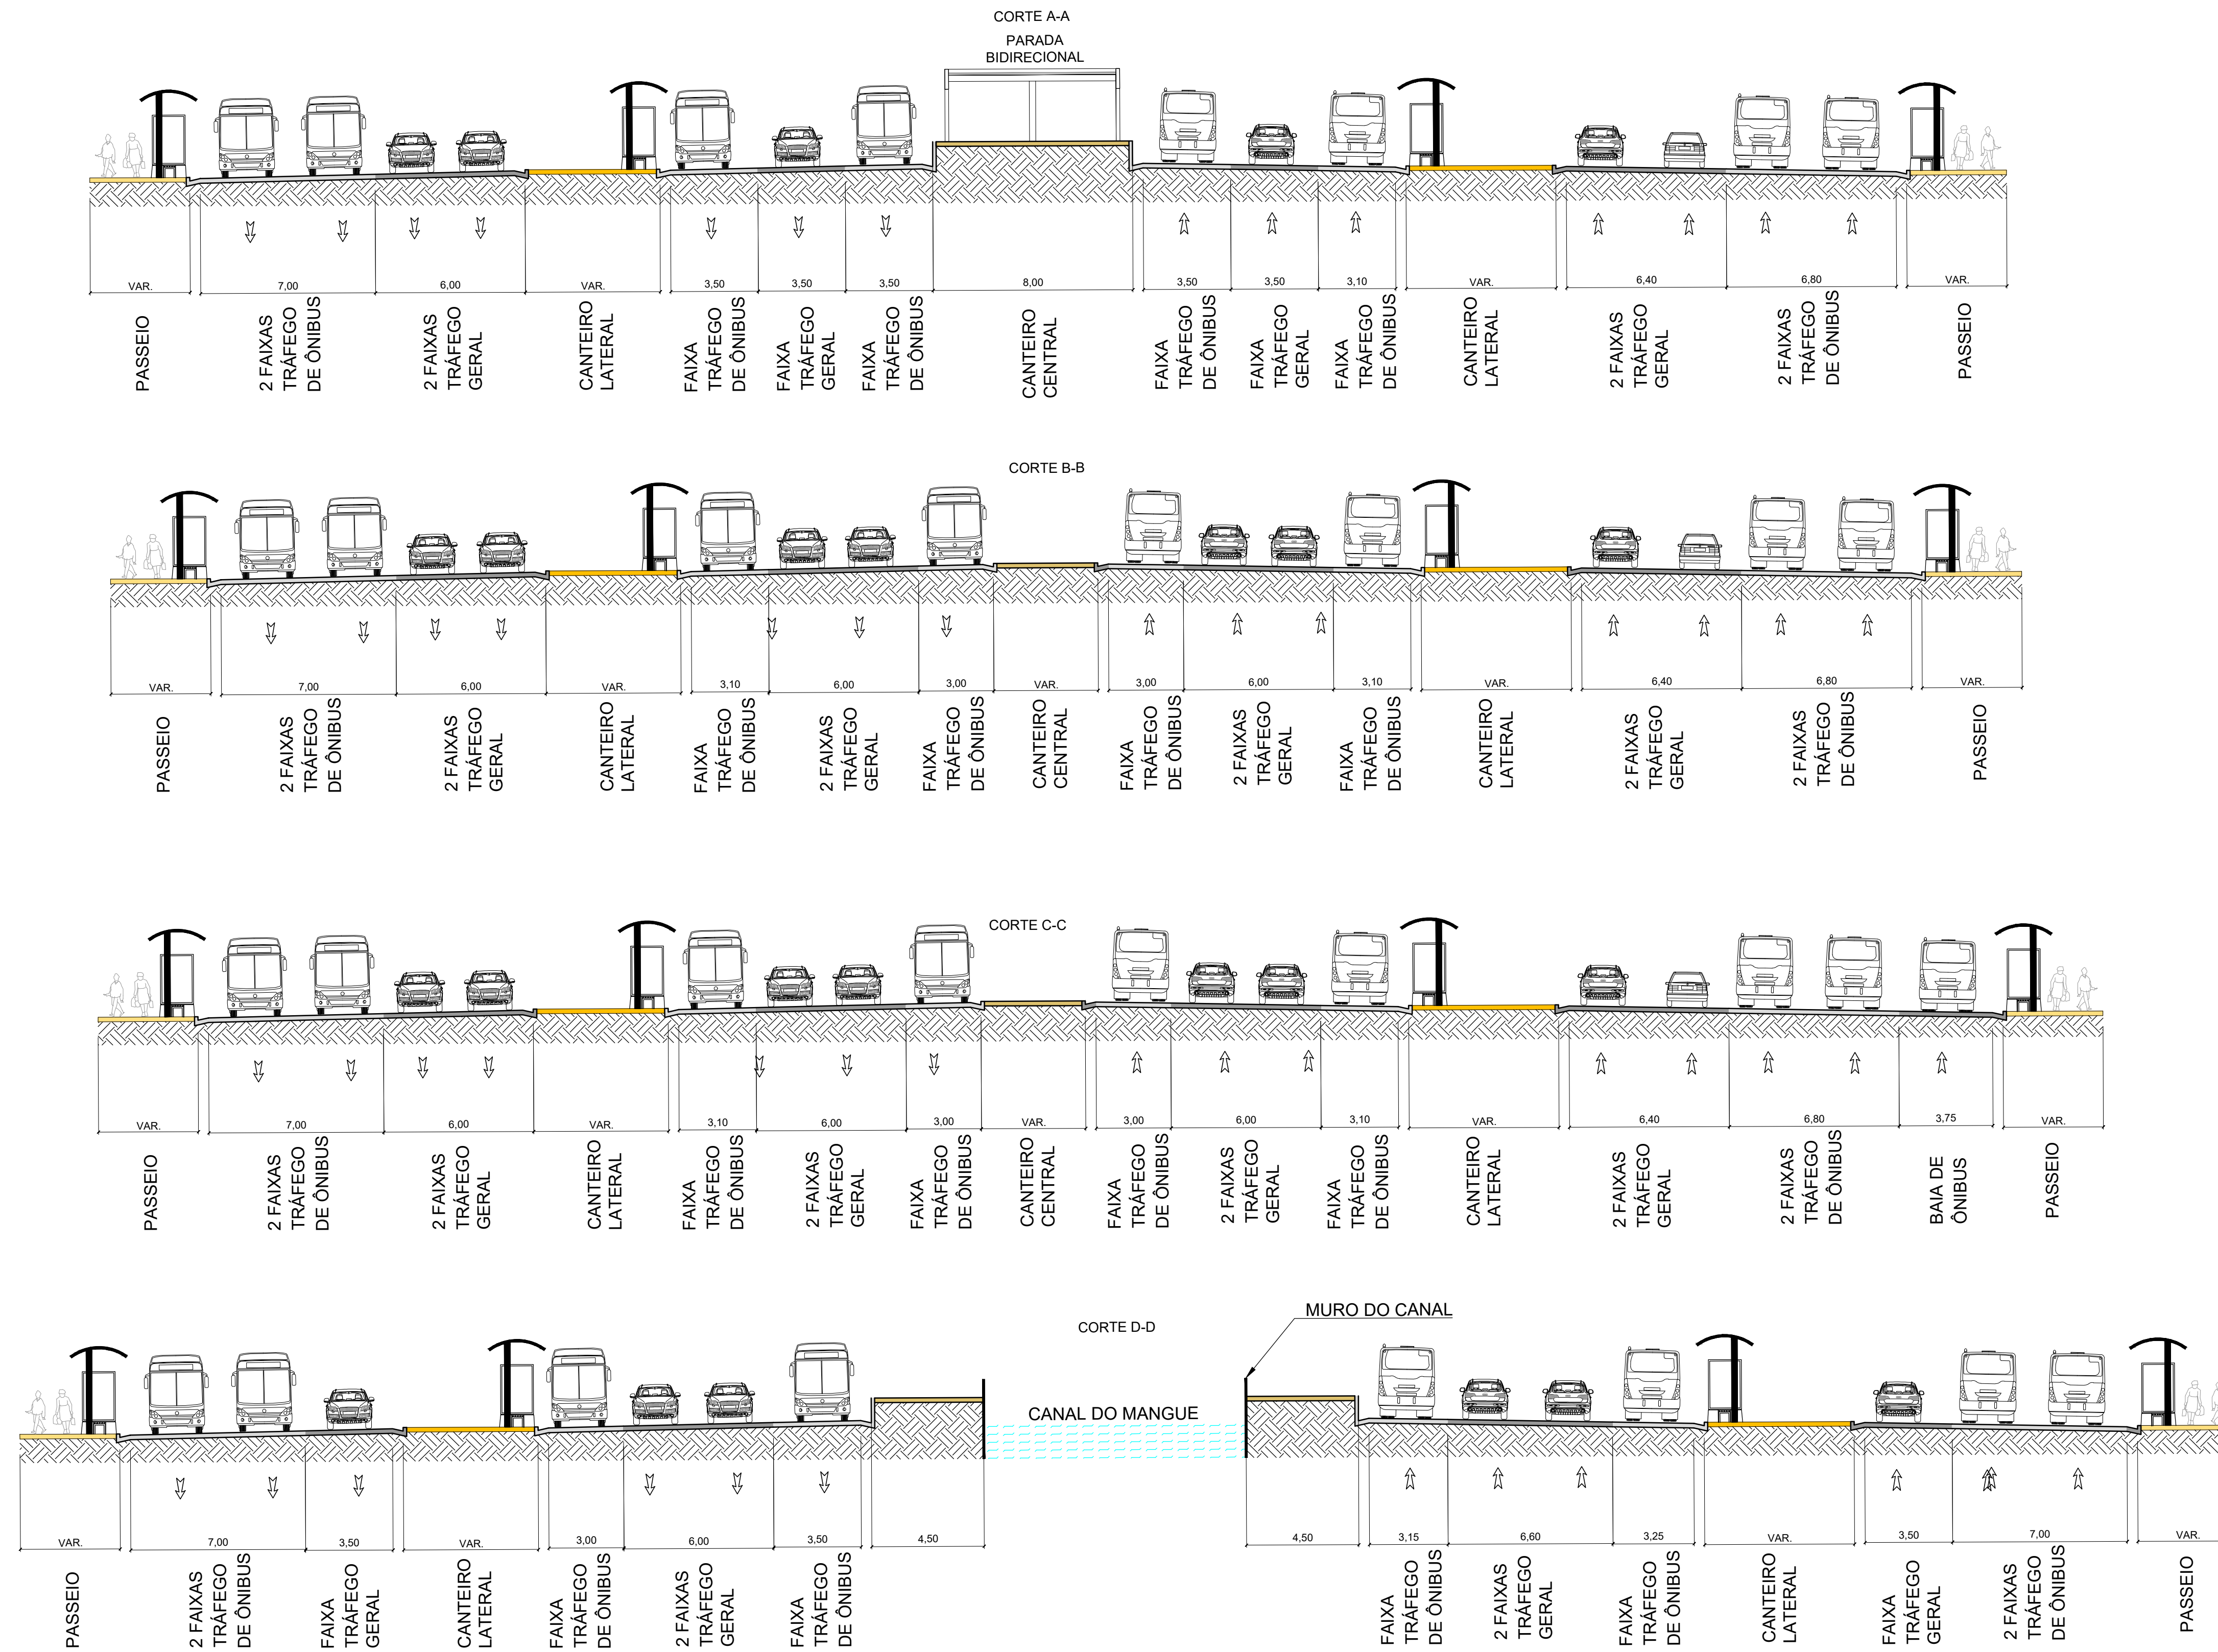 CORTE A-A
PARADA
BIDIRECIONAL
VAR.
7,00
6,00
VAR.
3,50
3,50
3,50
8,00
3,50
3,50
3,10
VAR.
6,40
6,80
VAR.
PASSEIO
2 FAIXAS
TRÁFEGO
DE ÔNIBUS
2 FAIXAS
TRÁFEGO
GERAL
CANTEIRO
LATERAL
FAIXA
TRÁFEGO
DE ÔNIBUS
FAIXA
TRÁFEGO
GERAL
FAIXA
TRÁFEGO
DE ÔNIBUS
CANTEIRO
CENTRAL
FAIXA
TRÁFEGO
DE ÔNIBUS
FAIXA
TRÁFEGO
GERAL
FAIXA
TRÁFEGO
DE ÔNIBUS
CANTEIRO
LATERAL
2 FAIXAS
TRÁFEGO
GERAL
2 FAIXAS
TRÁFEGO
DE ÔNIBUS
PASSEIO
CORTE B-B
VAR.
7,00
6,00
VAR.
3,10
6,00
3,00
VAR.
3,00
6,00
3,10
VAR.
6,40
6,80
VAR.
PASSEIO
2 FAIXAS
TRÁFEGO
DE ÔNIBUS
2 FAIXAS
TRÁFEGO
GERAL
CANTEIRO
LATERAL
FAIXA
TRÁFEGO
DE ÔNIBUS
2 FAIXAS
TRÁFEGO
GERAL
FAIXA
TRÁFEGO
DE ÔNIBUS
CANTEIRO
CENTRAL
FAIXA
TRÁFEGO
DE ÔNIBUS
2 FAIXAS
TRÁFEGO
GERAL
FAIXA
TRÁFEGO
DE ÔNIBUS
CANTEIRO
LATERAL
2 FAIXAS
TRÁFEGO
GERAL
2 FAIXAS
TRÁFEGO
DE ÔNIBUS
PASSEIO
CORTE C-C
VAR.
7,00
6,00
VAR.
3,10
6,00
3,00
VAR.
3,00
6,00
3,10
VAR.
6,40
6,80
3,75
VAR.
PASSEIO
2 FAIXAS
TRÁFEGO
DE ÔNIBUS
2 FAIXAS
TRÁFEGO
GERAL
CANTEIRO
LATERAL
FAIXA
TRÁFEGO
DE ÔNIBUS
2 FAIXAS
TRÁFEGO
GERAL
FAIXA
TRÁFEGO
DE ÔNIBUS
CANTEIRO
CENTRAL
FAIXA
TRÁFEGO
DE ÔNIBUS
2 FAIXAS
TRÁFEGO
GERAL
FAIXA
TRÁFEGO
DE ÔNIBUS
CANTEIRO
LATERAL
2 FAIXAS
TRÁFEGO
GERAL
2 FAIXAS
TRÁFEGO
DE ÔNIBUS
BAIA DE
ÔNIBUS
PASSEIO
CORTE D-D
MURO DO CANAL
CANAL DO MANGUE
VAR.
7,00
3,50
VAR.
3,00
6,00
3,50
4,50
4,50
3,15
6,60
3,25
VAR.
3,50
7,00
VAR.
PASSEIO
2 FAIXAS
TRÁFEGO
DE ÔNIBUS
FAIXA
TRÁFEGO
GERAL
CANTEIRO
LATERAL
FAIXA
TRÁFEGO
DE ÔNIBUS
2 FAIXAS
TRÁFEGO
GERAL
FAIXA
TRÁFEGO
DE ÔNIBUS
FAIXA
TRÁFEGO
DE ÔNIBUS
2 FAIXAS
TRÁFEGO
GERAL
FAIXA
TRÁFEGO
DE ÔNIBUS
CANTEIRO
LATERAL
FAIXA
TRÁFEGO
GERAL
2 FAIXAS
TRÁFEGO
DE ÔNIBUS
PASSEIO